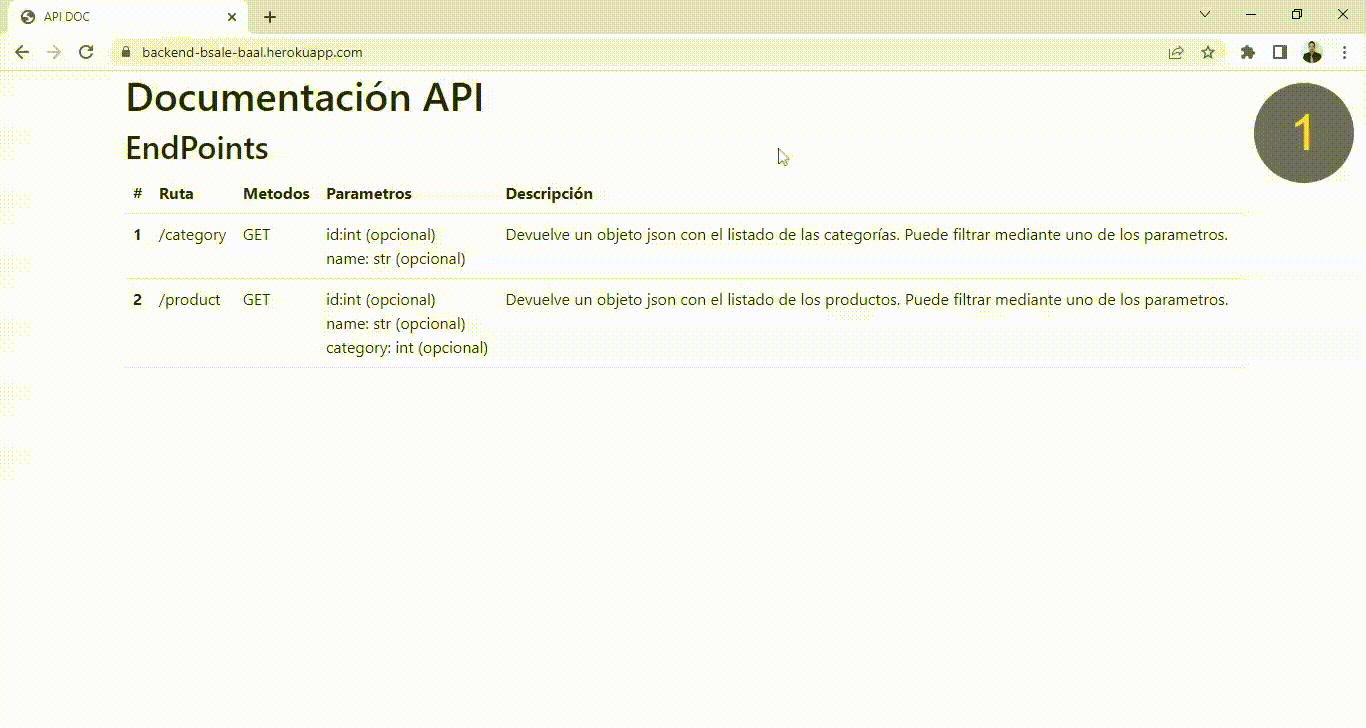 API DOC
backend-bsale-baal.herokuapp.com
Documentación API
1
EndPoints
# Ruta Metodos Parametros Descripción
1 /category GET id:int (opcional) Devuelve un objeto json con el listado de las categorías. Puede filtrar mediante uno de los parametros.
name: str (opcional)
2 /product GET id:int (opcional) Devuelve un objeto json con el listado de los productos. Puede filtrar mediante uno de los parametros.
name: str (opcional)
category: int (opcional)